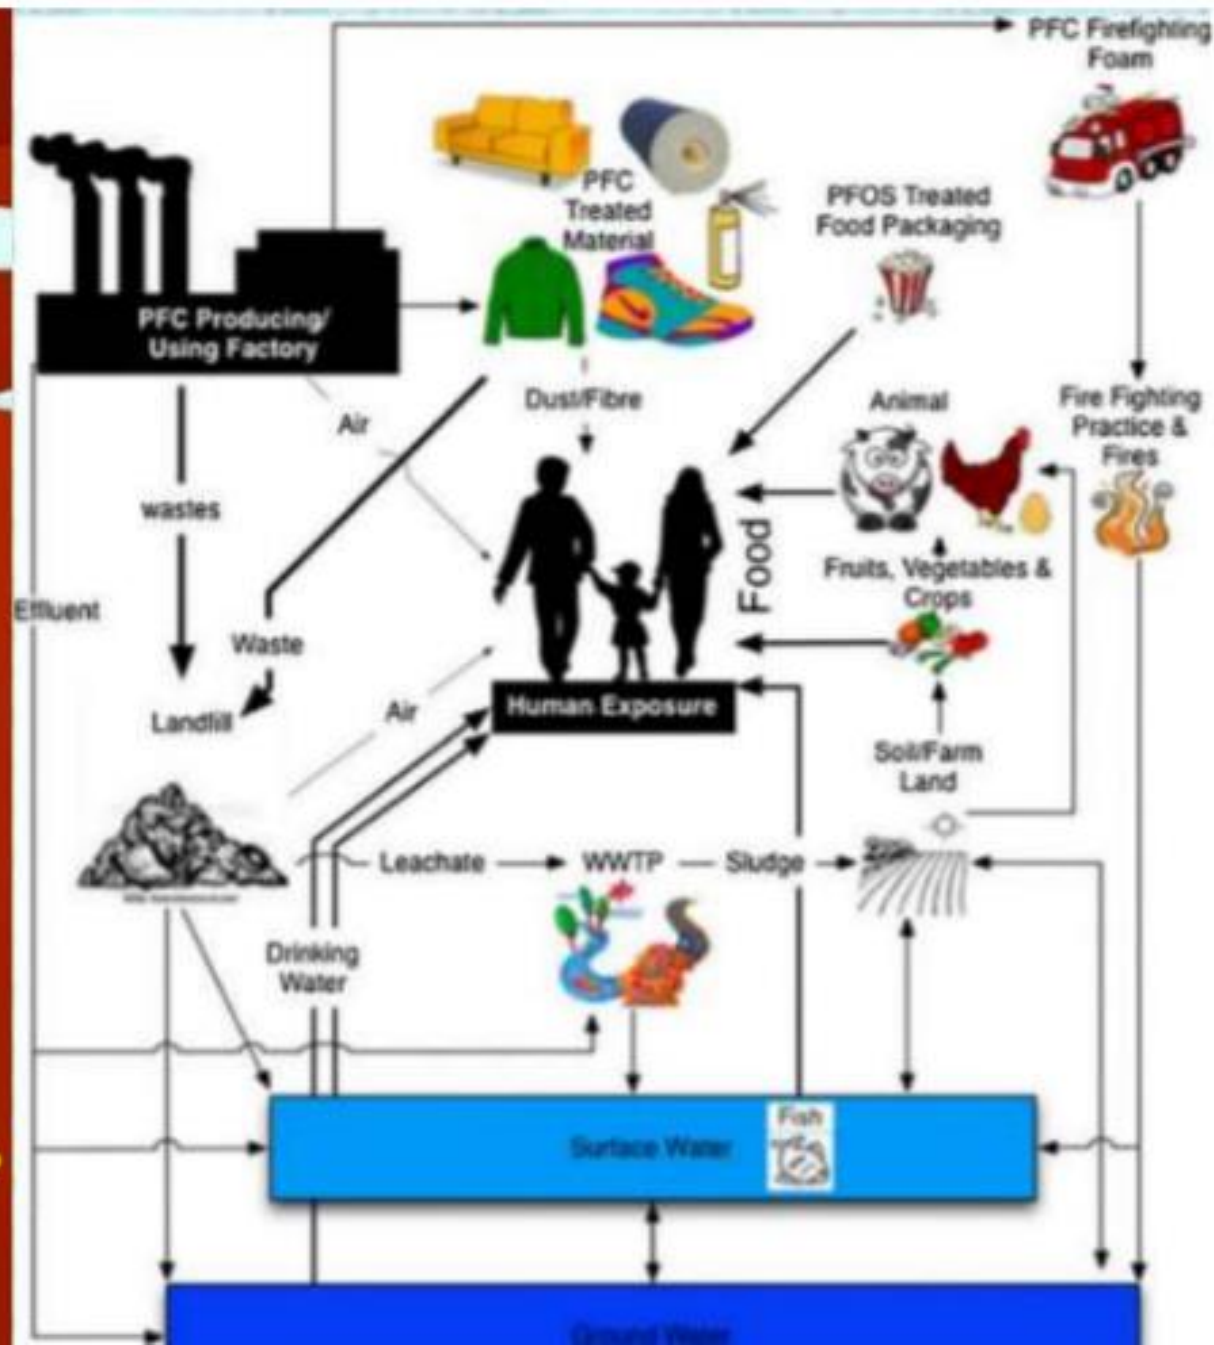 PFC Firefighting
Foam
PFC
Treated
Material
PFOS Treated
Food Packaging
PFC Producing/
Using Factory
Air
Dust/Fibre
Animal
Fire Fighting
Practice &
Fires
wastes
Food
Fruits, Vegetables &
Crops
Effluent
Waste
Landfill
Air
Human Exposure
Soil/Farm
Land
Leachate
WWTP
Sludge
Drinking
Water
Fish
Surface Water
Ground Water